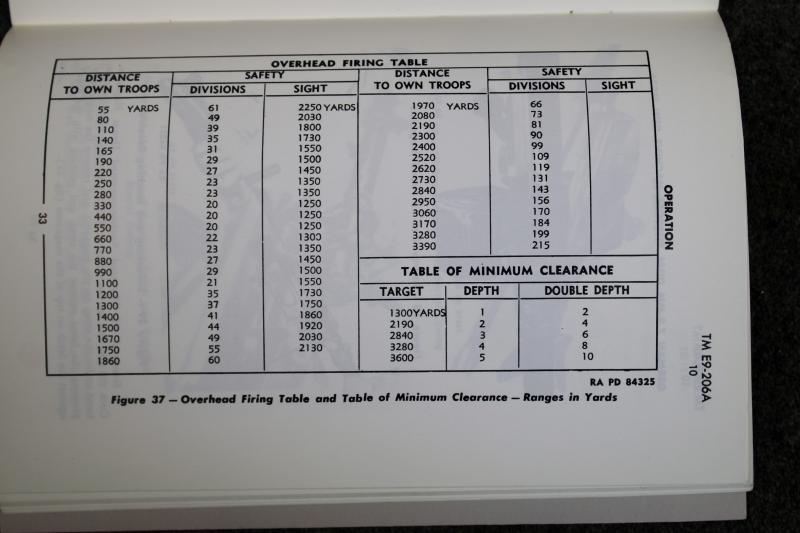 OVERHEAD FIRING TABLE
DISTANCE TO OWN TROOPS
SAFETY
DIVISIONS SIGHT
55 YARDS 61 2250 YARDS
80 49 2030
110 39 1800
140 35 1730
165 31 1550
190 29 1500
220 27 1450
250 23 1350
280 23 1350
330 20 1250
440 20 1250
550 20 1250
660 22 1300
770 23 1350
880 27 1450
990 29 1500
1100 21 1550
1200 35 1730
1300 37 1750
1400 41 1860
1500 44 1920
1670 49 2030
1750 55 2130
1860 60
DISTANCE TO OWN TROOPS
SAFETY
DIVISIONS SIGHT
1970 YARDS 66
2080 73
2190 81
2300 90
2400 99
2520 109
2620 119
2730 131
2840 143
2950 156
3060 170
3170 184
3280 199
3390 215
TABLE OF MINIMUM CLEARANCE
TARGET DEPTH DOUBLE DEPTH
1300 YARDS 1 2
2190 2 4
2840 3 6
3280 4 8
3600 5 10
RA PD 84325
Figure 37 — Overhead Firing Table and Table of Minimum Clearance — Ranges in Yards
33
OPERATION
TM E9-206A
10